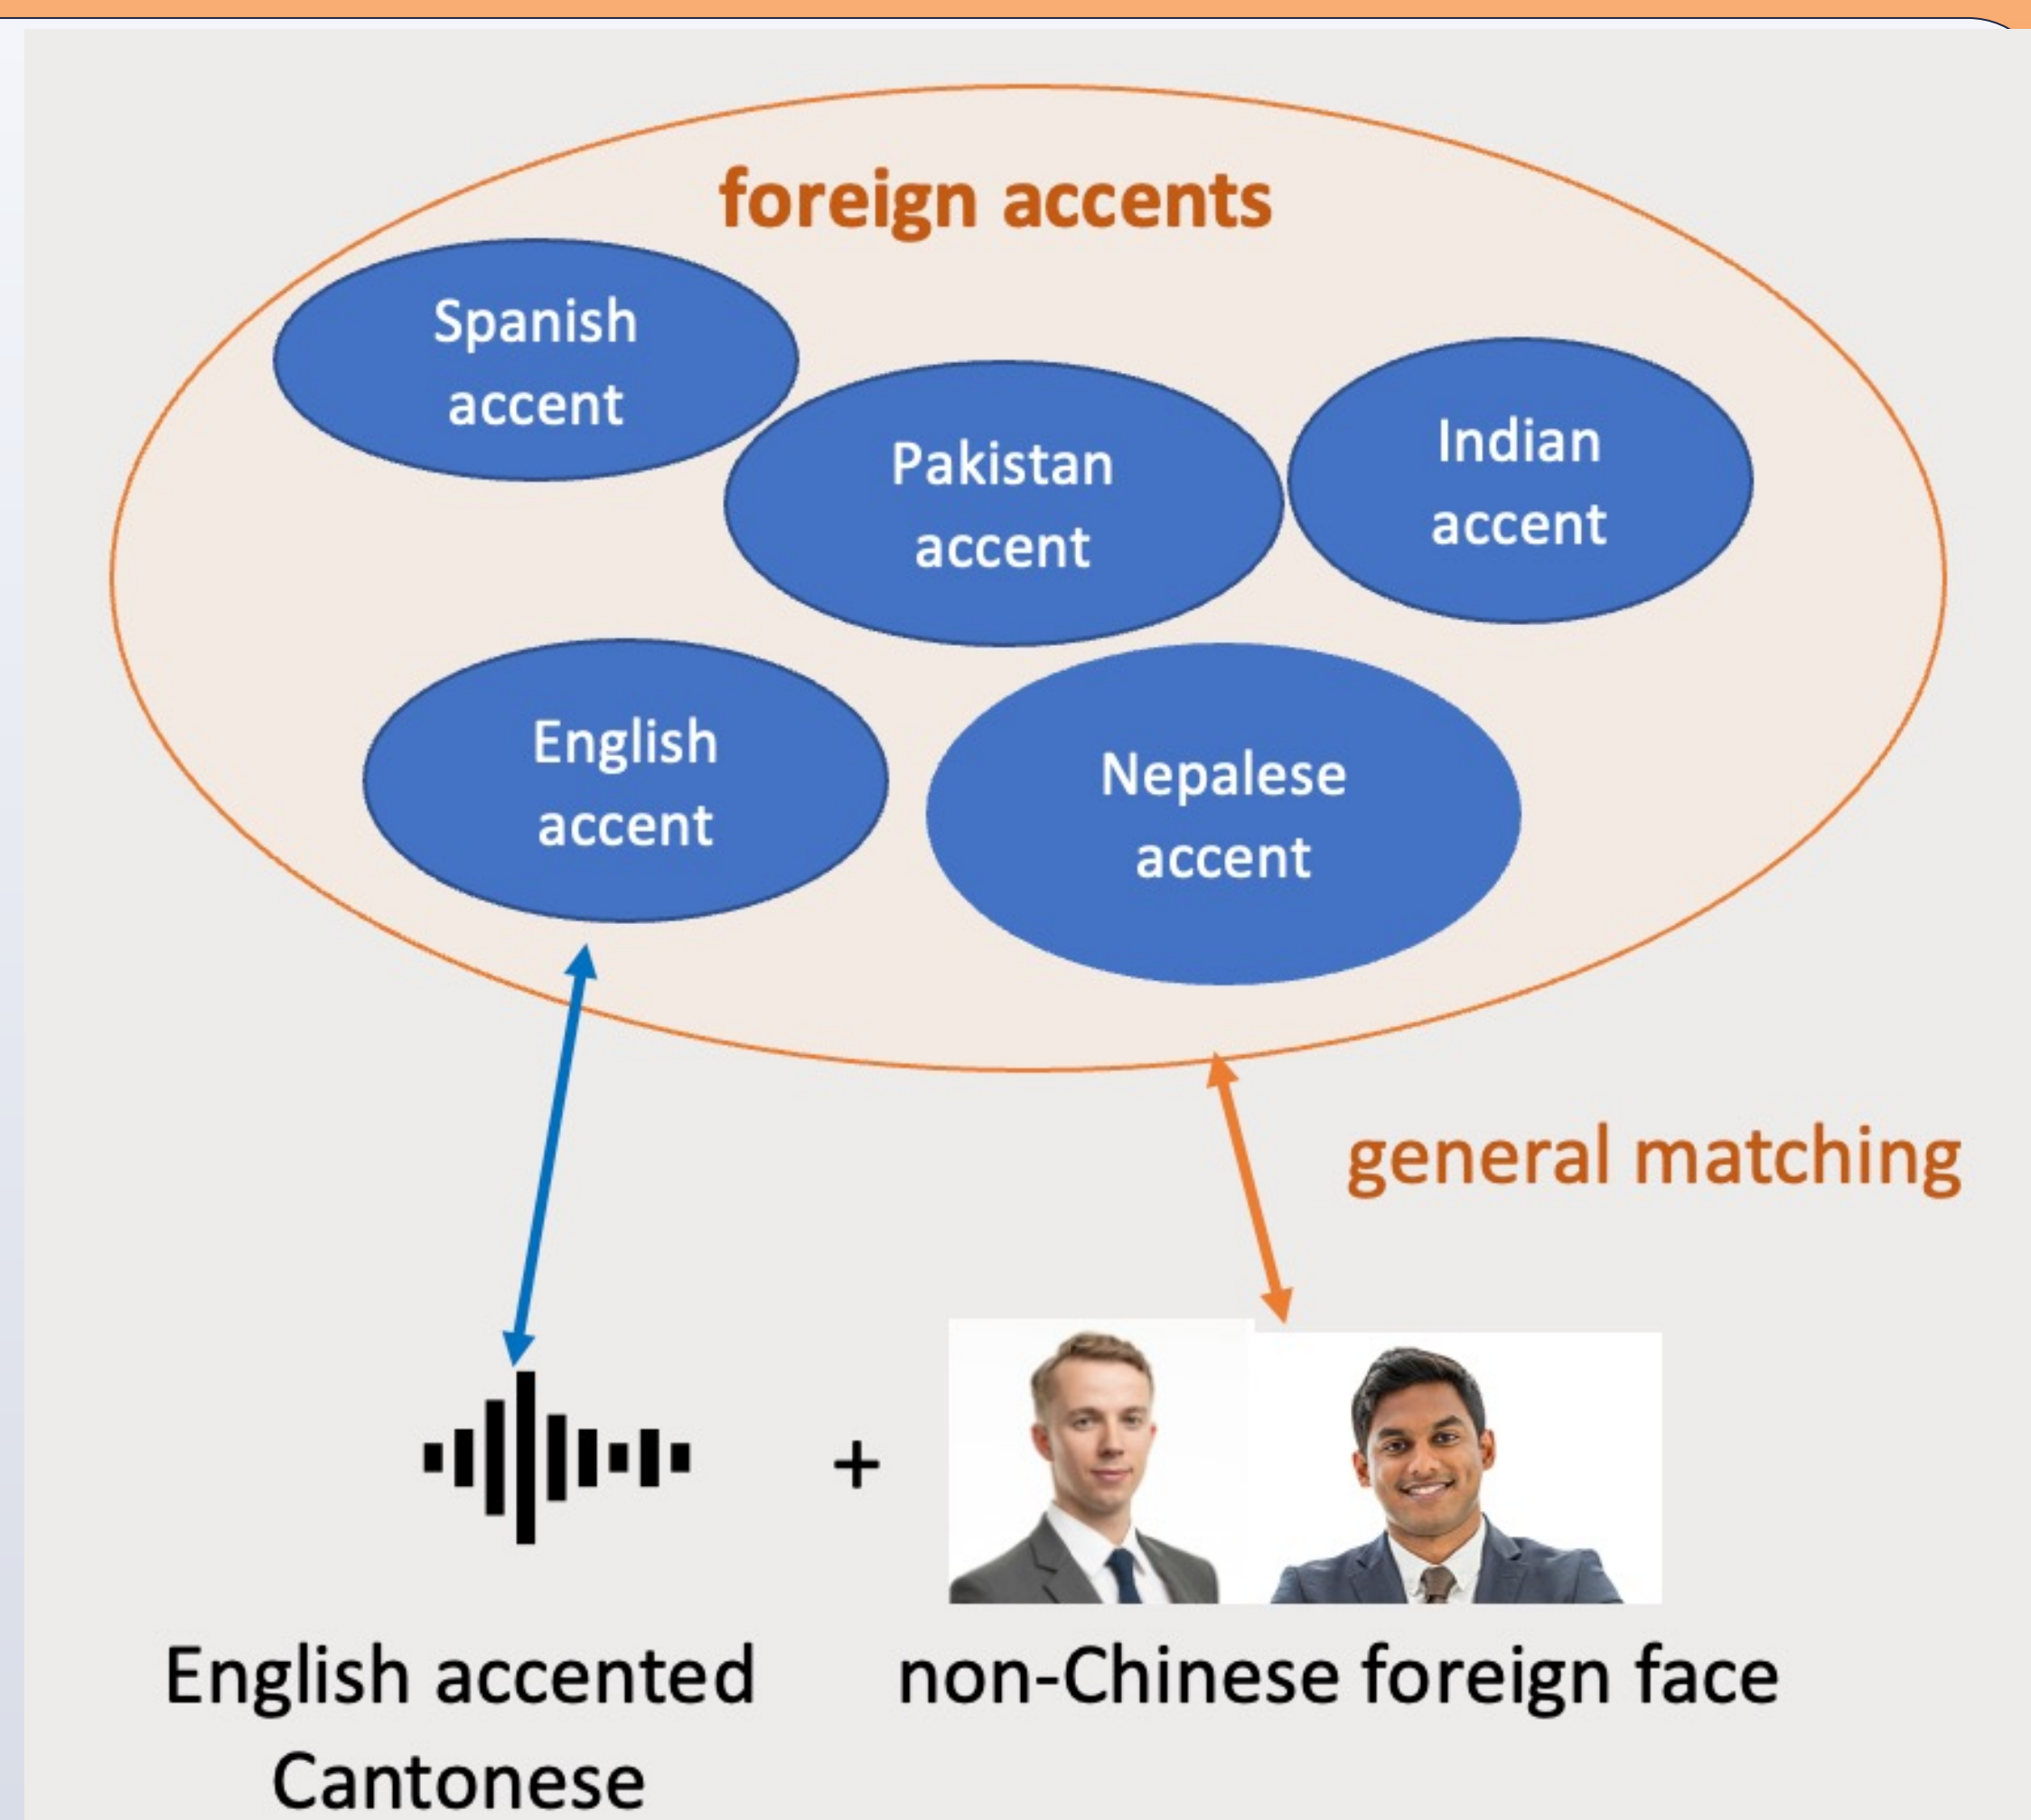 foreign accents
Spanish
accent
Pakistan
accent
Indian
accent
English
accent
Nepalese
accent
general matching
+
English accented
Cantonese
non-Chinese foreign face